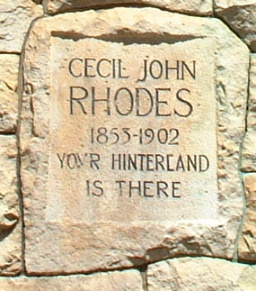 CECIL JOHN
RHODES
1853-1902
YOVR HINTERLAND
IS THERE